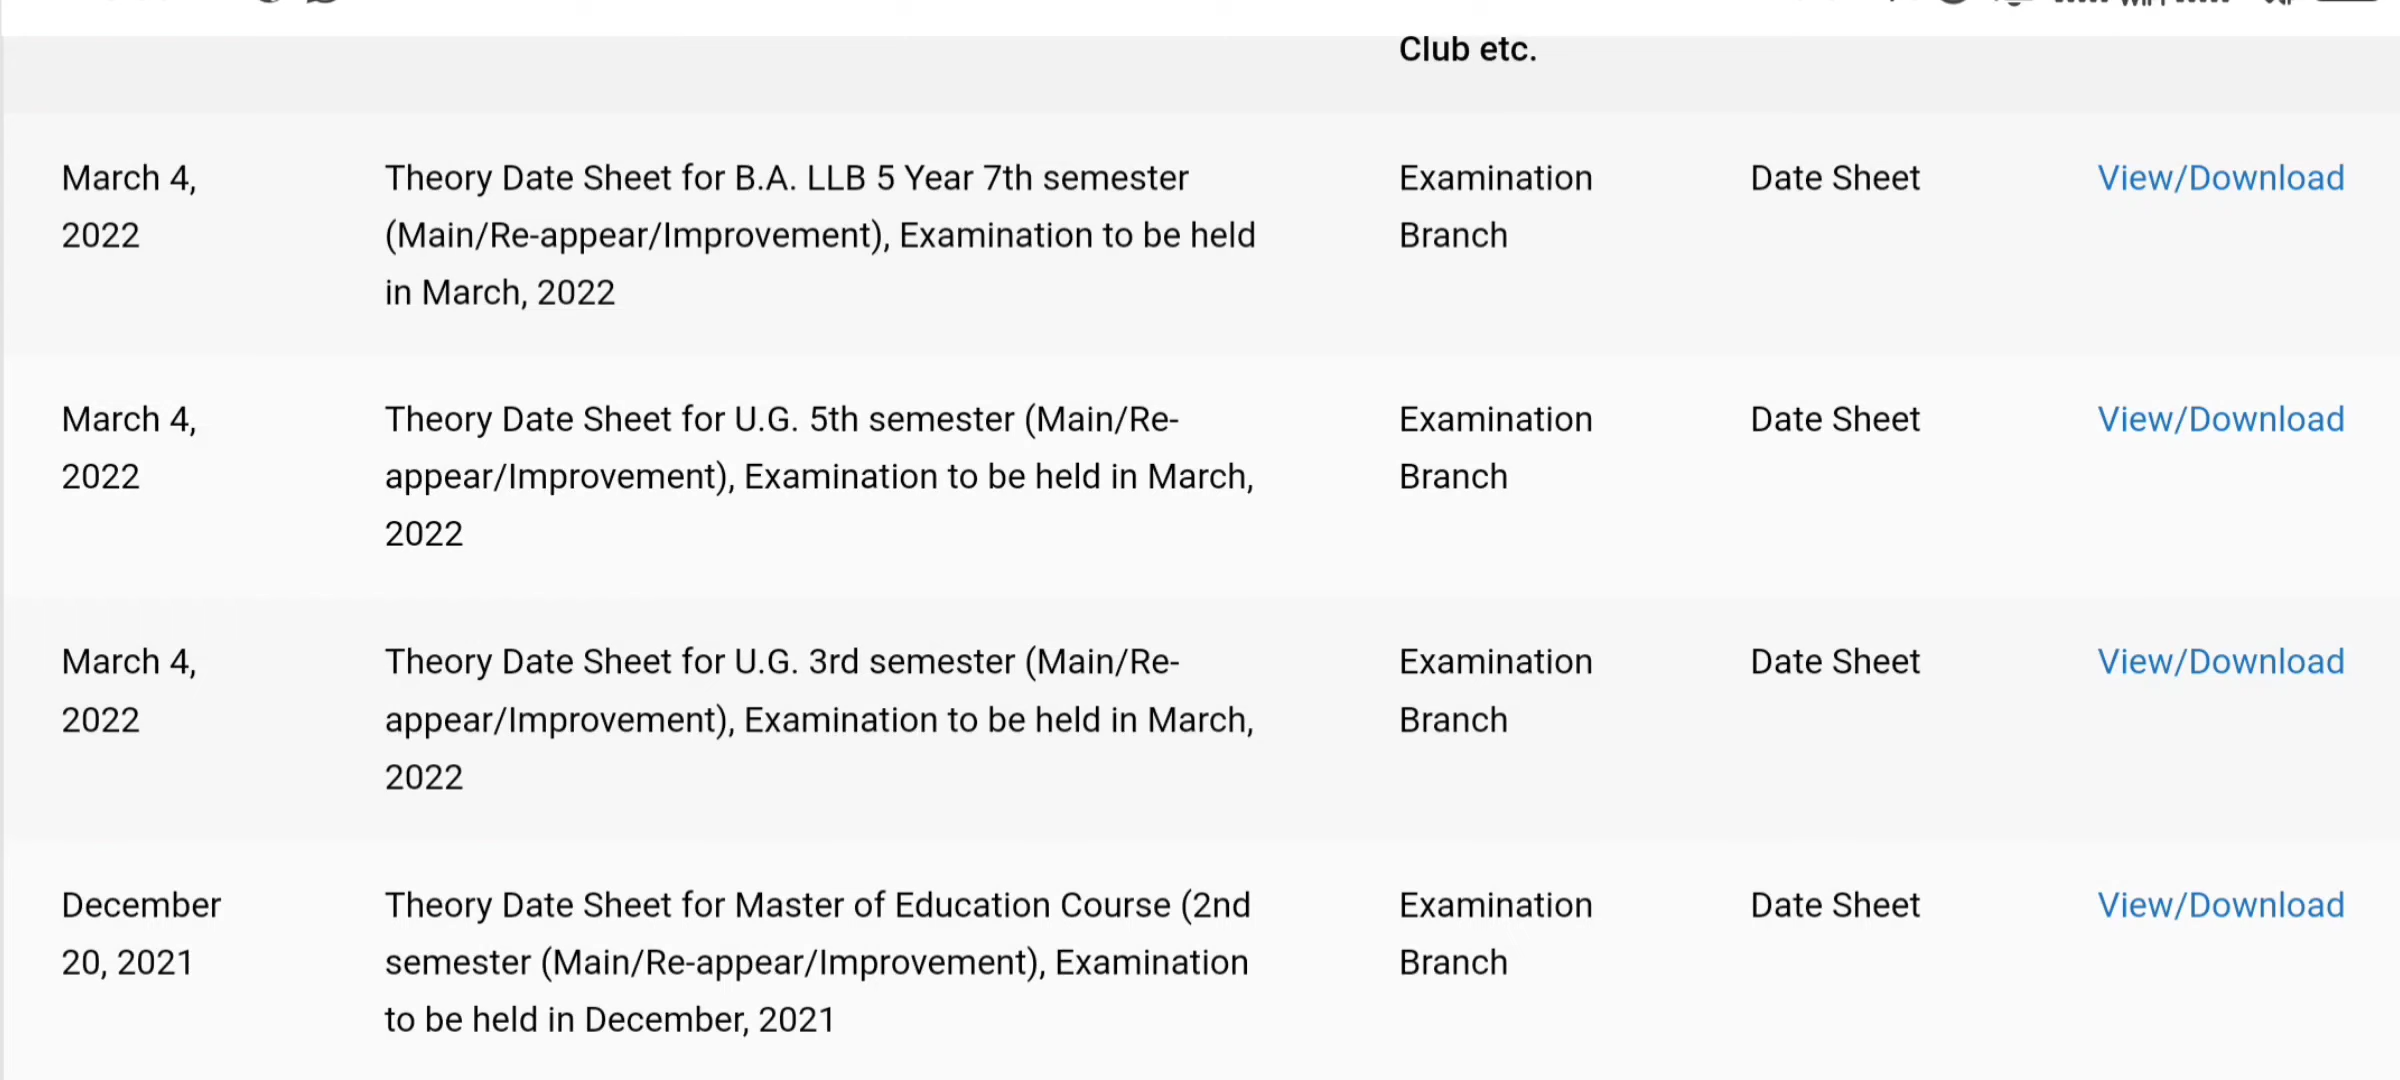 Club etc.
March 4,
2022
Theory Date Sheet for B.A. LLB 5 Year 7th semester
(Main/Re-appear/Improvement), Examination to be held
in March, 2022
Examination
Branch
Date Sheet
View/Download
March 4,
2022
Theory Date Sheet for U.G. 5th semester (Main/Re-
appear/Improvement), Examination to be held in March,
2022
Examination
Branch
Date Sheet
View/Download
March 4,
2022
Theory Date Sheet for U.G. 3rd semester (Main/Re-
appear/Improvement), Examination to be held in March,
2022
Examination
Branch
Date Sheet
View/Download
December
20, 2021
Theory Date Sheet for Master of Education Course (2nd
semester (Main/Re-appear/Improvement), Examination
to be held in December, 2021
Examination
Branch
Date Sheet
View/Download